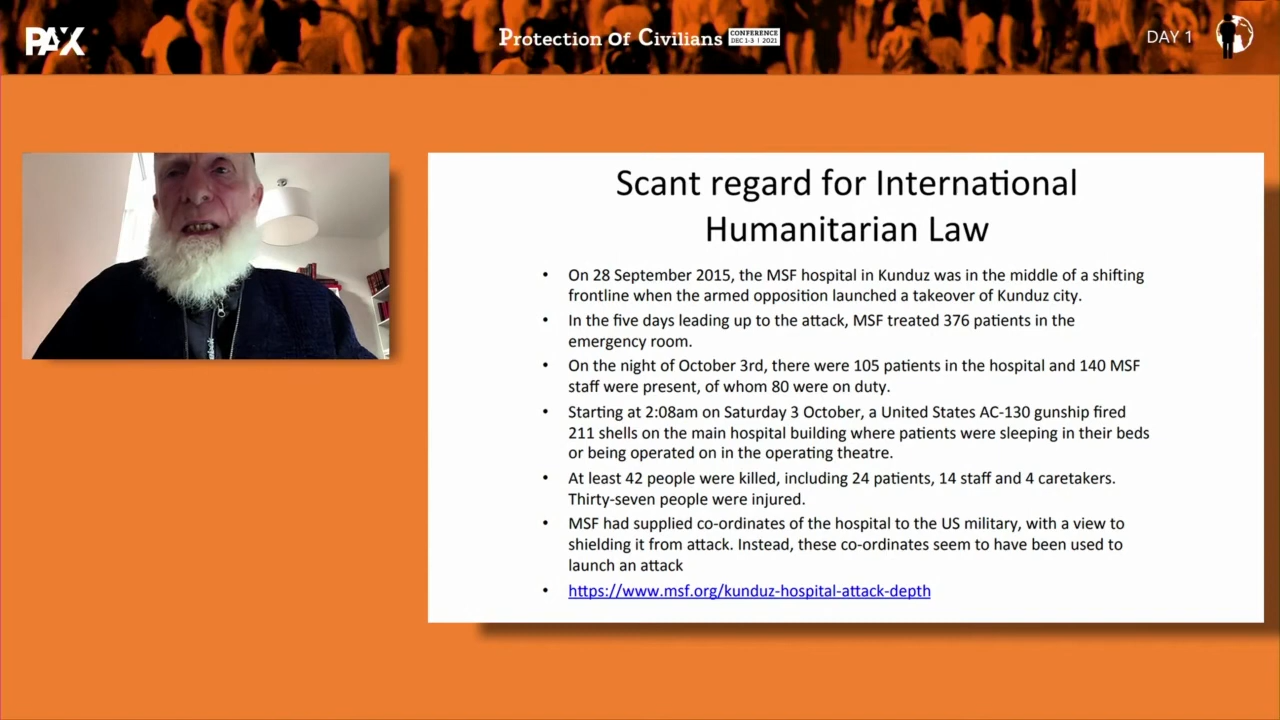 PAX
Protection of Civilians
CONFERENCE
DEC 1-3 | 2021
DAY 1
Scant regard for International
Humanitarian Law
• On 28 September 2015, the MSF hospital in Kunduz was in the middle of a shifting
frontline when the armed opposition launched a takeover of Kunduz city.
• In the five days leading up to the attack, MSF treated 376 patients in the
emergency room.
• On the night of October 3rd, there were 105 patients in the hospital and 140 MSF
staff were present, of whom 80 were on duty.
• Starting at 2:08am on Saturday 3 October, a United States AC-130 gunship fired
211 shells on the main hospital building where patients were sleeping in their beds
or being operated on in the operating theatre.
• At least 42 people were killed, including 24 patients, 14 staff and 4 caretakers.
Thirty-seven people were injured.
• MSF had supplied co-ordinates of the hospital to the US military, with a view to
shielding it from attack. Instead, these co-ordinates seem to have been used to
launch an attack
• https://www.msf.org/kunduz-hospital-attack-depth